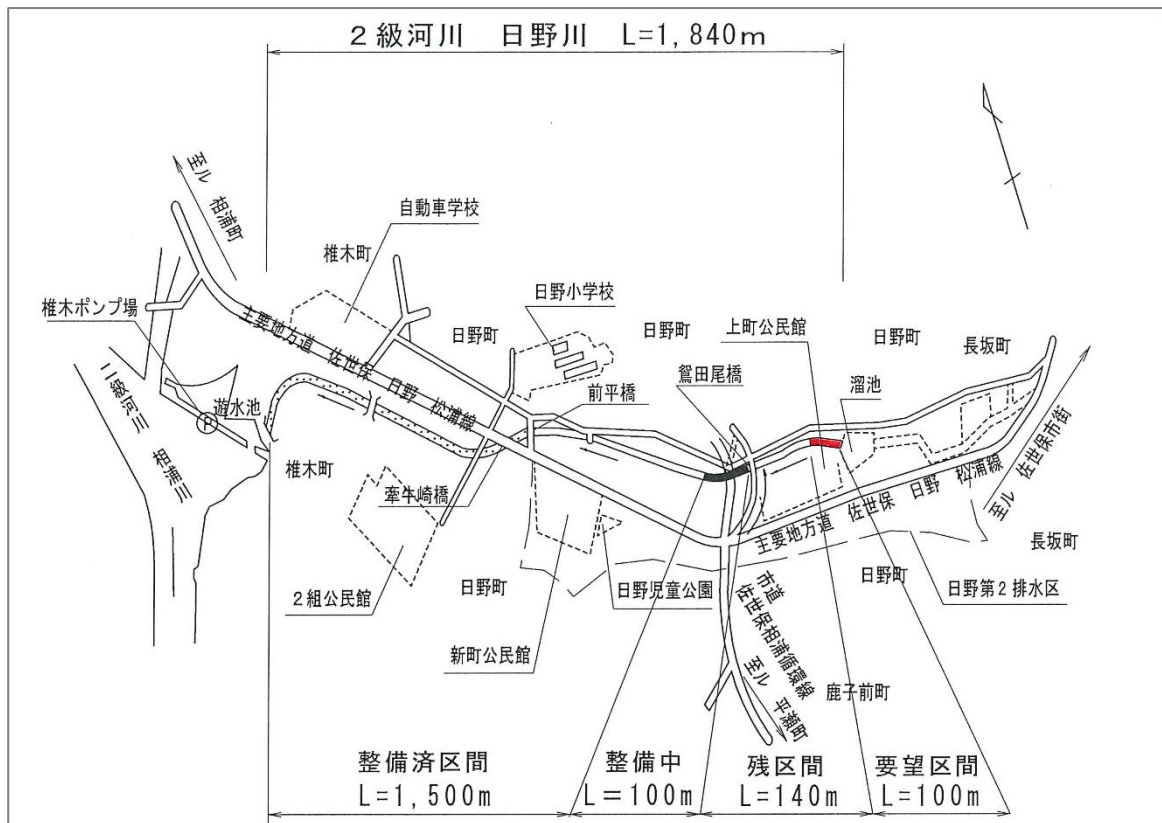 ２級河川　日野川　L=1,840m
至ル 相浦町
自動車学校
椎木町
日野小学校
椎木ポンプ場
日野町
日野町
上町公民館
日野町
長坂町
主要地方道 佐世保 日野 松浦線
鴛田尾橋
溜池
二級河川 相浦川
遊水池
P
前平橋
椎木町
牽牛崎橋
主要地方道 佐世保 日野 松浦線
至ル 佐世保市街
長坂町
２組公民館
日野町
日野児童公園
日野町
日野第２排水区
新町公民館
市道
佐世保相浦循環線
至ル 平瀬町
鹿子前町
整備済区間
L=1,500m
整備中
L=100m
残区間
L=140m
要望区間
L=100m